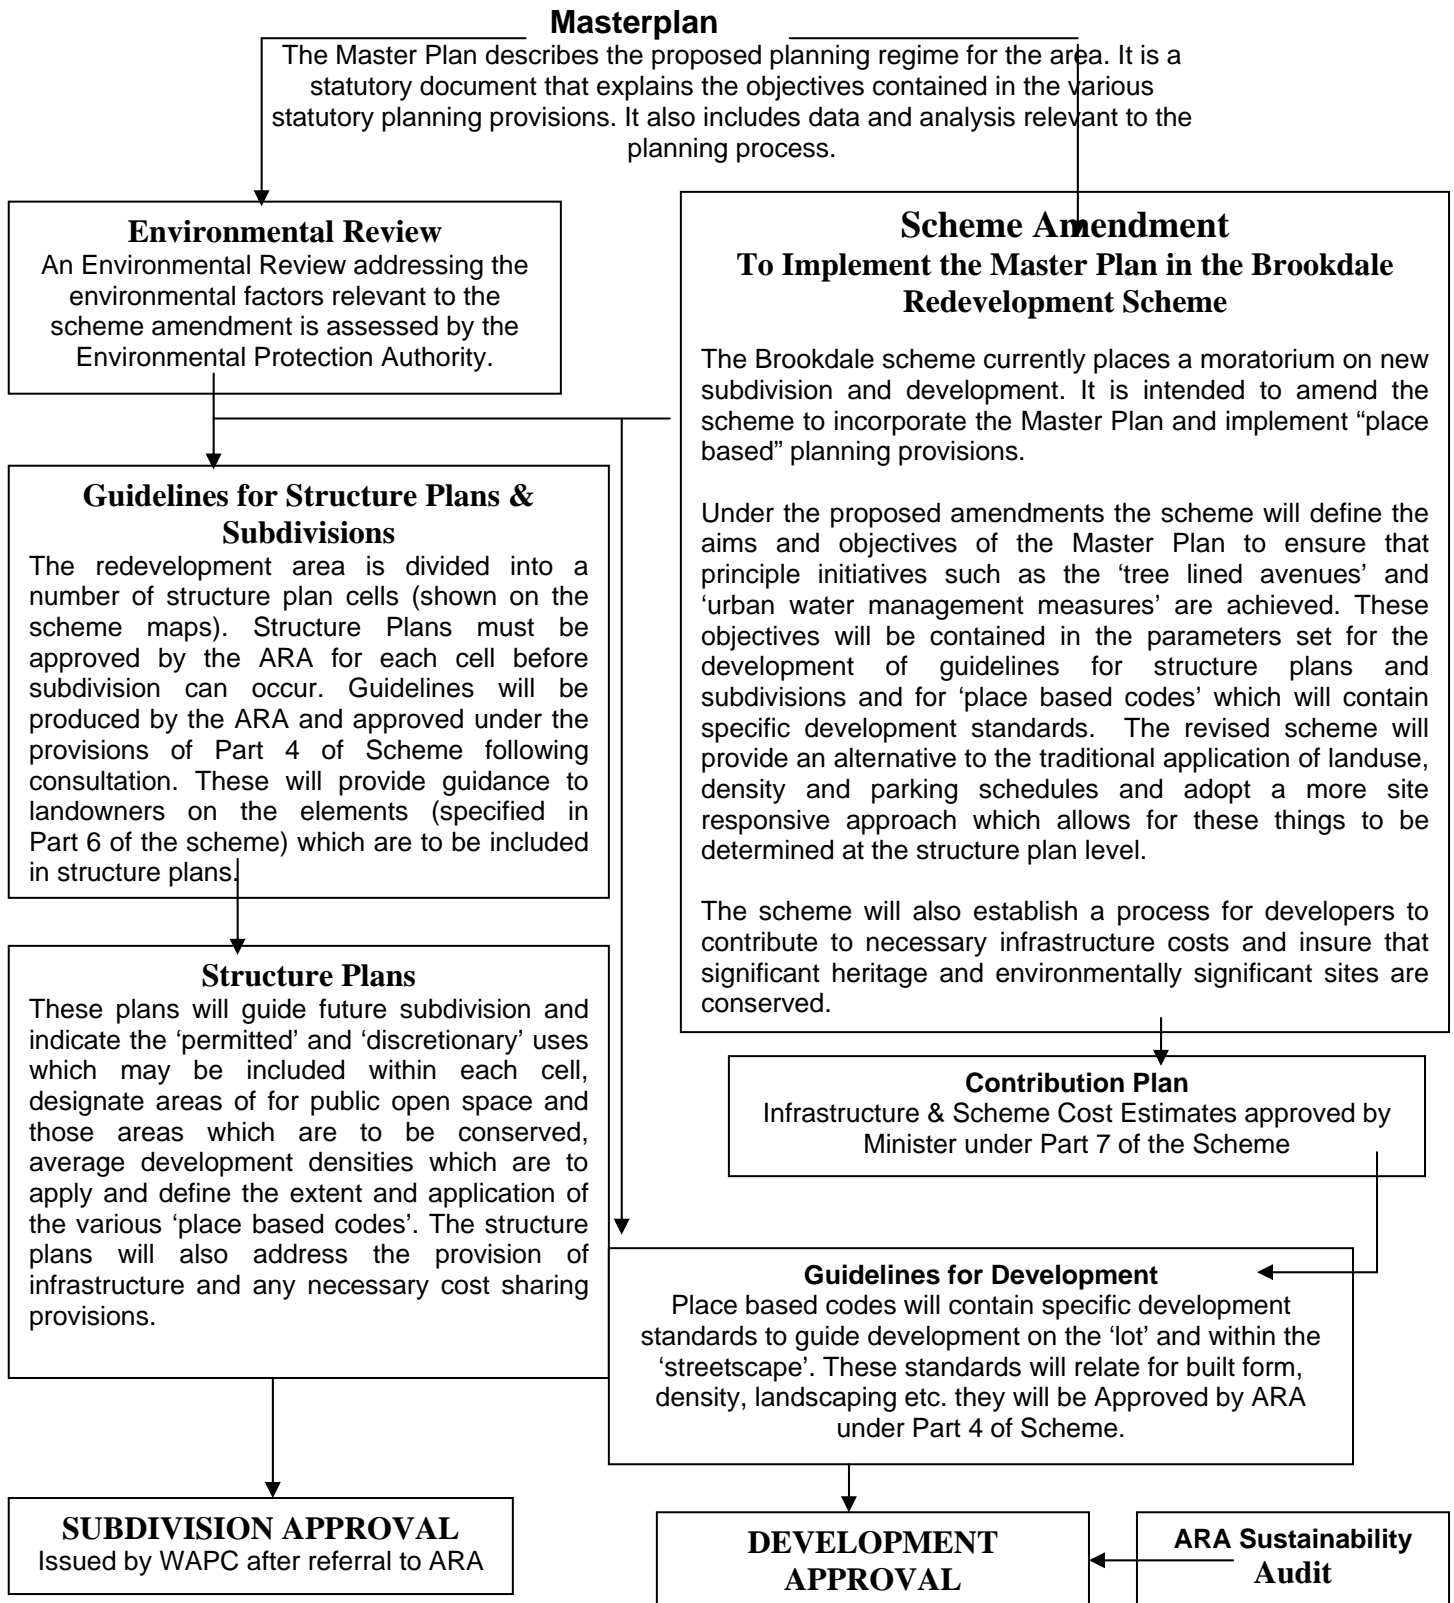 Masterplan
The Master Plan describes the proposed planning regime for the area. It is a
statutory document that explains the objectives contained in the various
statutory planning provisions. It also includes data and analysis relevant to the
planning process.
Environmental Review
An Environmental Review addressing the
environmental factors relevant to the
scheme amendment is assessed by the
Environmental Protection Authority.
Scheme Amendment
To Implement the Master Plan in the Brookdale
Redevelopment Scheme
The Brookdale scheme currently places a moratorium on new
subdivision and development. It is intended to amend the
scheme to incorporate the Master Plan and implement “place
based” planning provisions.
Under the proposed amendments the scheme will define the
aims and objectives of the Master Plan to ensure that
principle initiatives such as the ‘tree lined avenues’ and
‘urban water management measures’ are achieved. These
objectives will be contained in the parameters set for the
development of guidelines for structure plans and
subdivisions and for ‘place based codes’ which will contain
specific development standards. The revised scheme will
provide an alternative to the traditional application of landuse,
density and parking schedules and adopt a more site
responsive approach which allows for these things to be
determined at the structure plan level.
The scheme will also establish a process for developers to
contribute to necessary infrastructure costs and insure that
significant heritage and environmentally significant sites are
conserved.
Guidelines for Structure Plans &
Subdivisions
The redevelopment area is divided into a
number of structure plan cells (shown on the
scheme maps). Structure Plans must be
approved by the ARA for each cell before
subdivision can occur. Guidelines will be
produced by the ARA and approved under the
provisions of Part 4 of Scheme following
consultation. These will provide guidance to
landowners on the elements (specified in
Part 6 of the scheme) which are to be included
in structure plans.
Structure Plans
These plans will guide future subdivision and
indicate the ‘permitted’ and ‘discretionary’ uses
which may be included within each cell,
designate areas of for public open space and
those areas which are to be conserved,
average development densities which are to
apply and define the extent and application of
the various ‘place based codes’. The structure
plans will also address the provision of
infrastructure and any necessary cost sharing
provisions.
Contribution Plan
Infrastructure & Scheme Cost Estimates approved by
Minister under Part 7 of the Scheme
Guidelines for Development
Place based codes will contain specific development
standards to guide development on the ‘lot’ and within the
‘streetscape’. These standards will relate for built form,
density, landscaping etc. they will be Approved by ARA
under Part 4 of Scheme.
SUBDIVISION APPROVAL
Issued by WAPC after referral to ARA
DEVELOPMENT
APPROVAL
ARA Sustainability
Audit